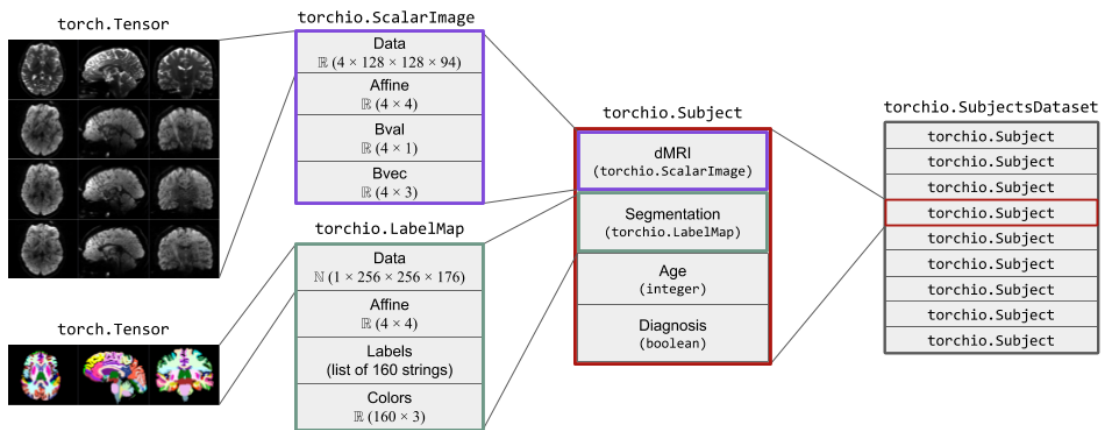 torch.Tensor
torch.Tensor
torchio.ScalarImage
Data
ℝ (4 × 128 × 128 × 94)
Affine
ℝ (4 × 4)
Bval
ℝ (4 × 1)
Bvec
ℝ (4 × 3)
torchio.LabelMap
Data
ℕ (1 × 256 × 256 × 176)
Affine
ℝ (4 × 4)
Labels
(list of 160 strings)
Colors
ℝ (160 × 3)
torchio.Subject
dMRI
(torchio.ScalarImage)
Segmentation
(torchio.LabelMap)
Age
(integer)
Diagnosis
(boolean)
torchio.SubjectsDataset
torchio.Subject
torchio.Subject
torchio.Subject
torchio.Subject
torchio.Subject
torchio.Subject
torchio.Subject
torchio.Subject
torchio.Subject